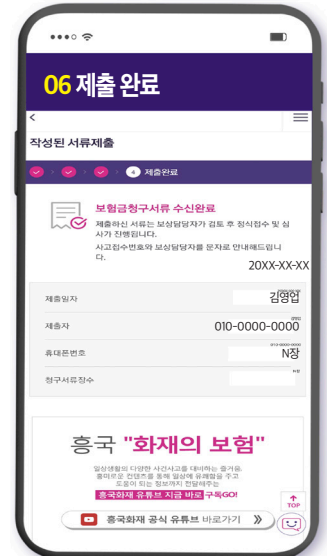 06 제출 완료
작성된 서류제출
4 제출완료
보험금청구서류 수신완료
제출하신 서류는 보상담당자가 검토 후 정식접수 및 심
사가 진행됩니다.
사고접수번호와 보상담당자를 문자로 안내해드립니
다.
20XX-XX-XX
제출일자
김영업
제출자
010-0000-0000
휴대폰번호
010-0000-0000
N장
청구서류장수
N장
흥국 "화재의 보험"
일상생활의 다양한 사건사고를 대비하는 즐거움.
흥미로운 컨텐츠를 통해 일상에 유쾌함을 주고
도움이 되는 정보까지 전달해주는
흥국화재 유튜브 지금 바로 구독GO!
TOP
흥국화재 공식 유튜브 바로가기